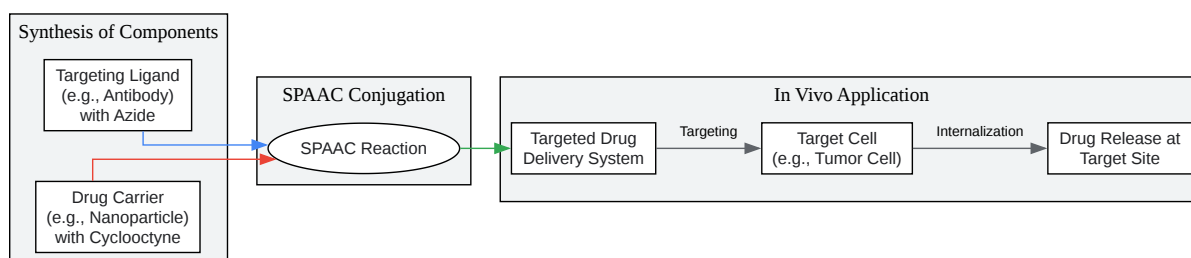 Synthesis of Components
Targeting Ligand
(e.g., Antibody)
with Azide
Drug Carrier
(e.g., Nanoparticle)
with Cyclooctyne
SPAAC Conjugation
SPAAC Reaction
In Vivo Application
Targeted Drug
Delivery System
Targeting
Target Cell
(e.g., Tumor Cell)
Internalization
Drug Release at
Target Site